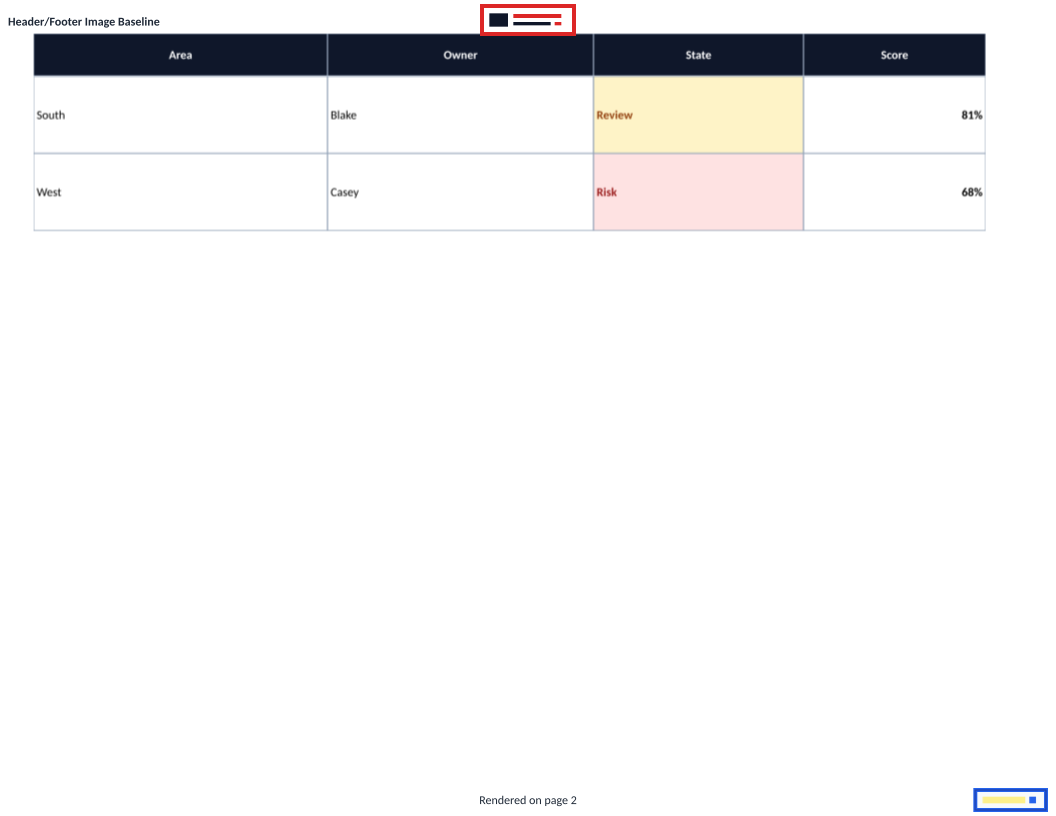 Header/Footer Image Baseline
Area Owner State Score
South Blake Review 81%
West Casey Risk 68%
Rendered on page 2